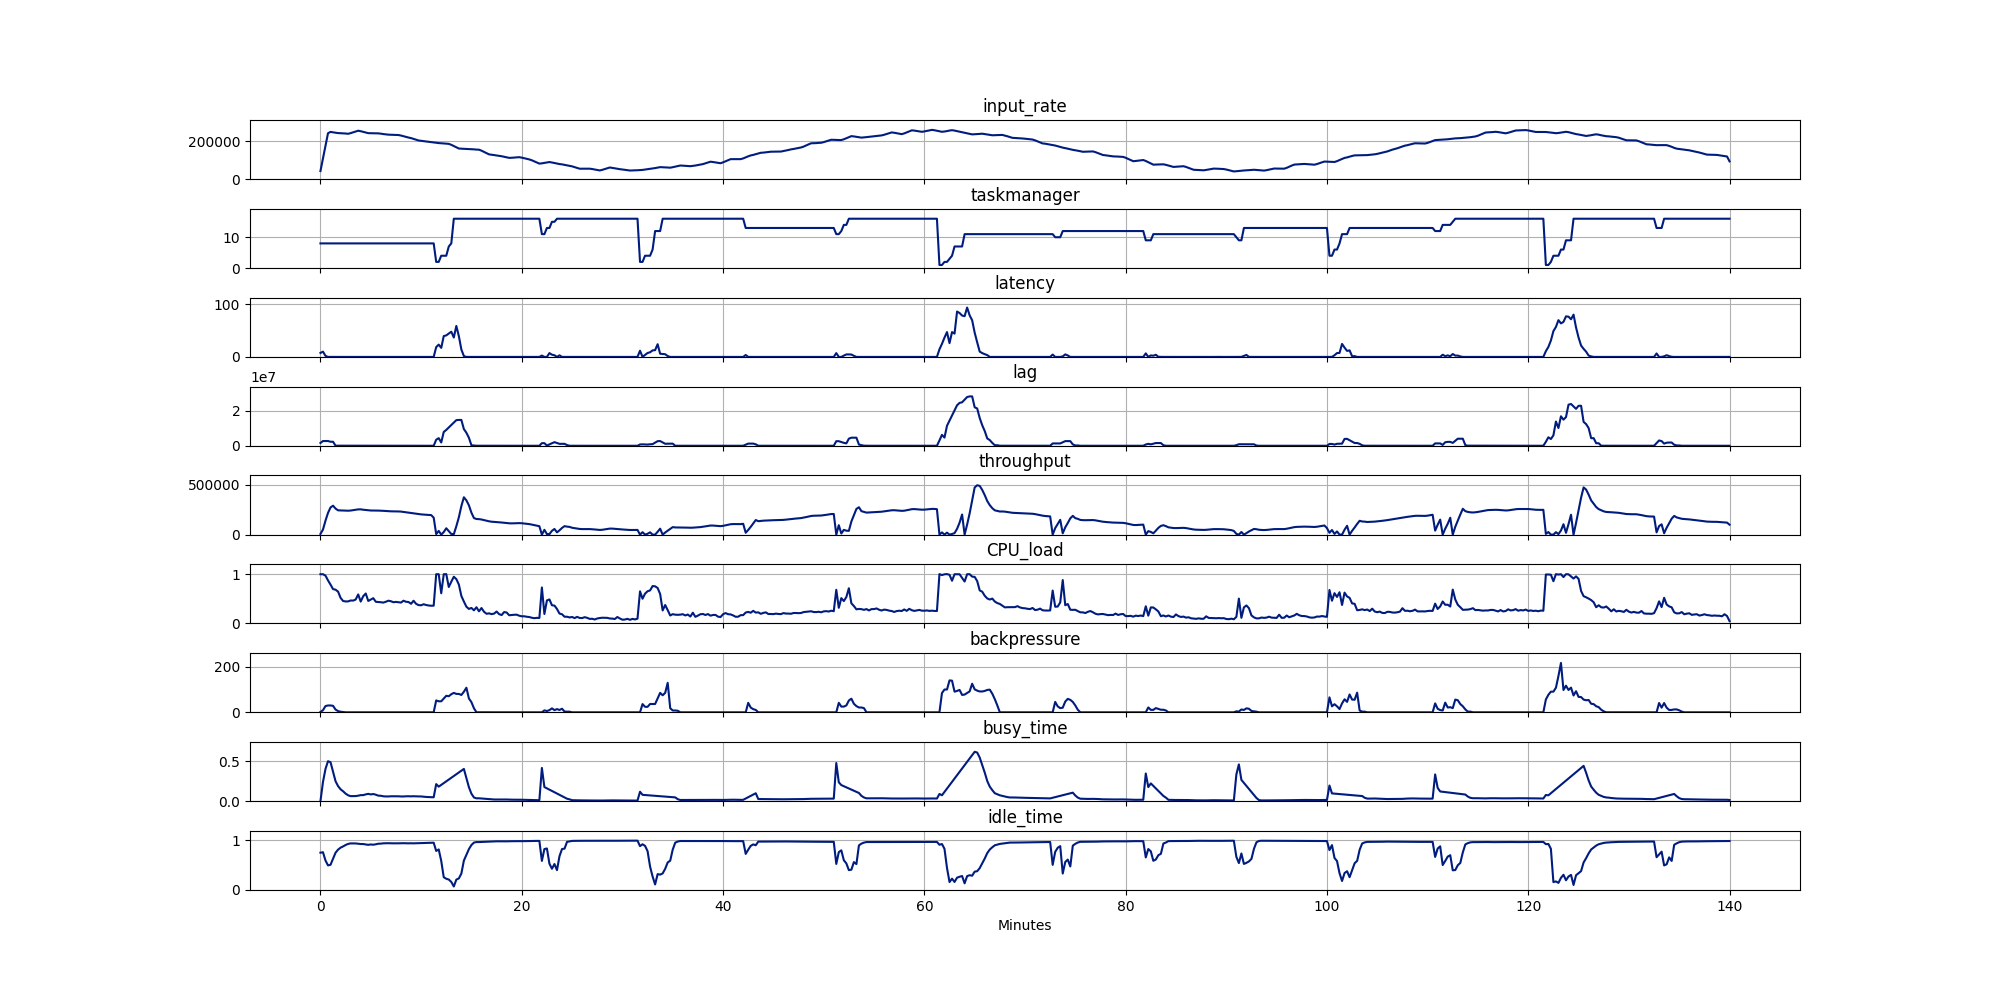 input_rate
200000
0
taskmanager
10
0
latency
100
0
1e7
lag
2
0
throughput
500000
0
CPU_load
1
0
backpressure
200
0
busy_time
0.5
0.0
idle_time
1
0
0 20 40 60 80 100 120 140
Minutes